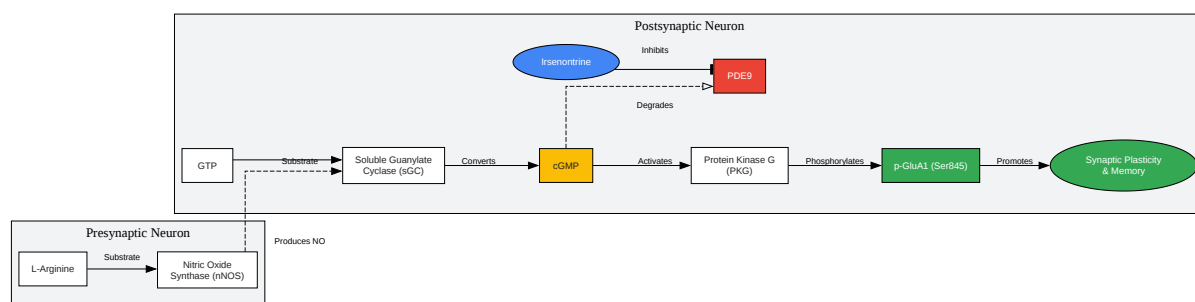 Postsynaptic Neuron
Irsenontrine
Inhibits
PDE9
Degrades
GTP
Substrate
Soluble Guanylate
Cyclase (sGC)
Converts
cGMP
Activates
Protein Kinase G
(PKG)
Phosphorylates
p-GluA1 (Ser845)
Promotes
Synaptic Plasticity
& Memory
Presynaptic Neuron
L-Arginine
Substrate
Nitric Oxide
Synthase (nNOS)
Produces NO